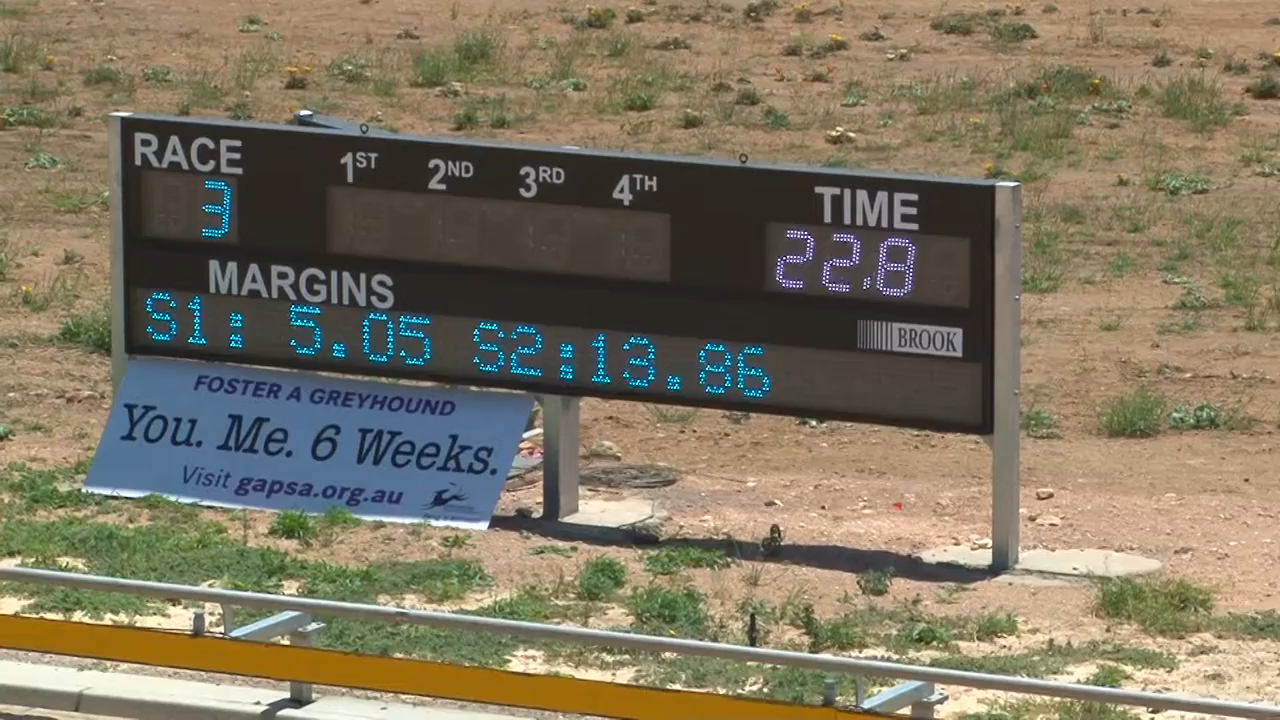 RACE 1ST 2ND 3RD 4TH TIME
3 22.8
MARGINS
BROOK
S1: 5.05 S2:13.86
FOSTER A GREYHOUND
You. Me. 6 Weeks.
Visit gapsa.org.au